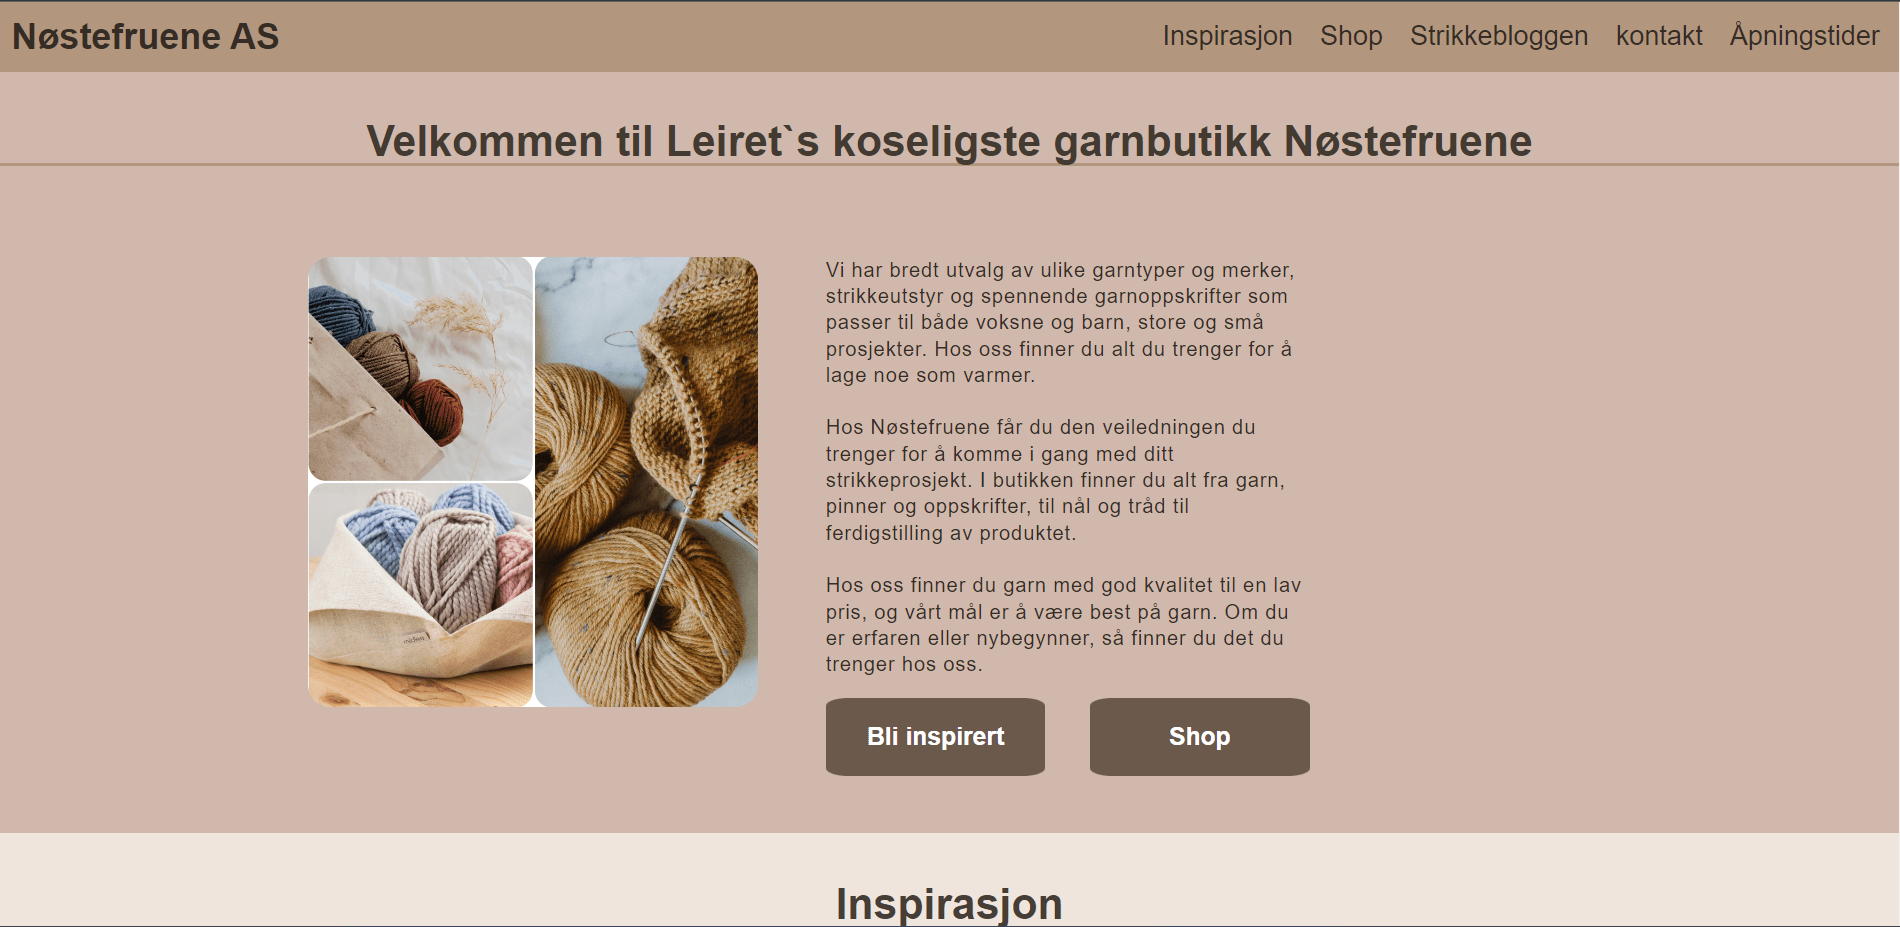 Nøstefruene AS
Inspirasjon Shop Strikkebloggen kontakt Åpningstider
Velkommen til Leiret`s koseligste garnbutikk Nøstefruene
Vi har bredt utvalg av ulike garntyper og merker,
strikkeutstyr og spennende garnoppskrifter som
passer til både voksne og barn, store og små
prosjekter. Hos oss finner du alt du trenger for å
lage noe som varmer.
Hos Nøstefruene får du den veiledningen du
trenger for å komme i gang med ditt
strikkeprosjekt. I butikken finner du alt fra garn,
pinner og oppskrifter, til nål og tråd til
ferdigstilling av produktet.
Hos oss finner du garn med god kvalitet til en lav
pris, og vårt mål er å være best på garn. Om du
er erfaren eller nybegynner, så finner du det du
trenger hos oss.
Bli inspirert
Shop
Inspirasjon